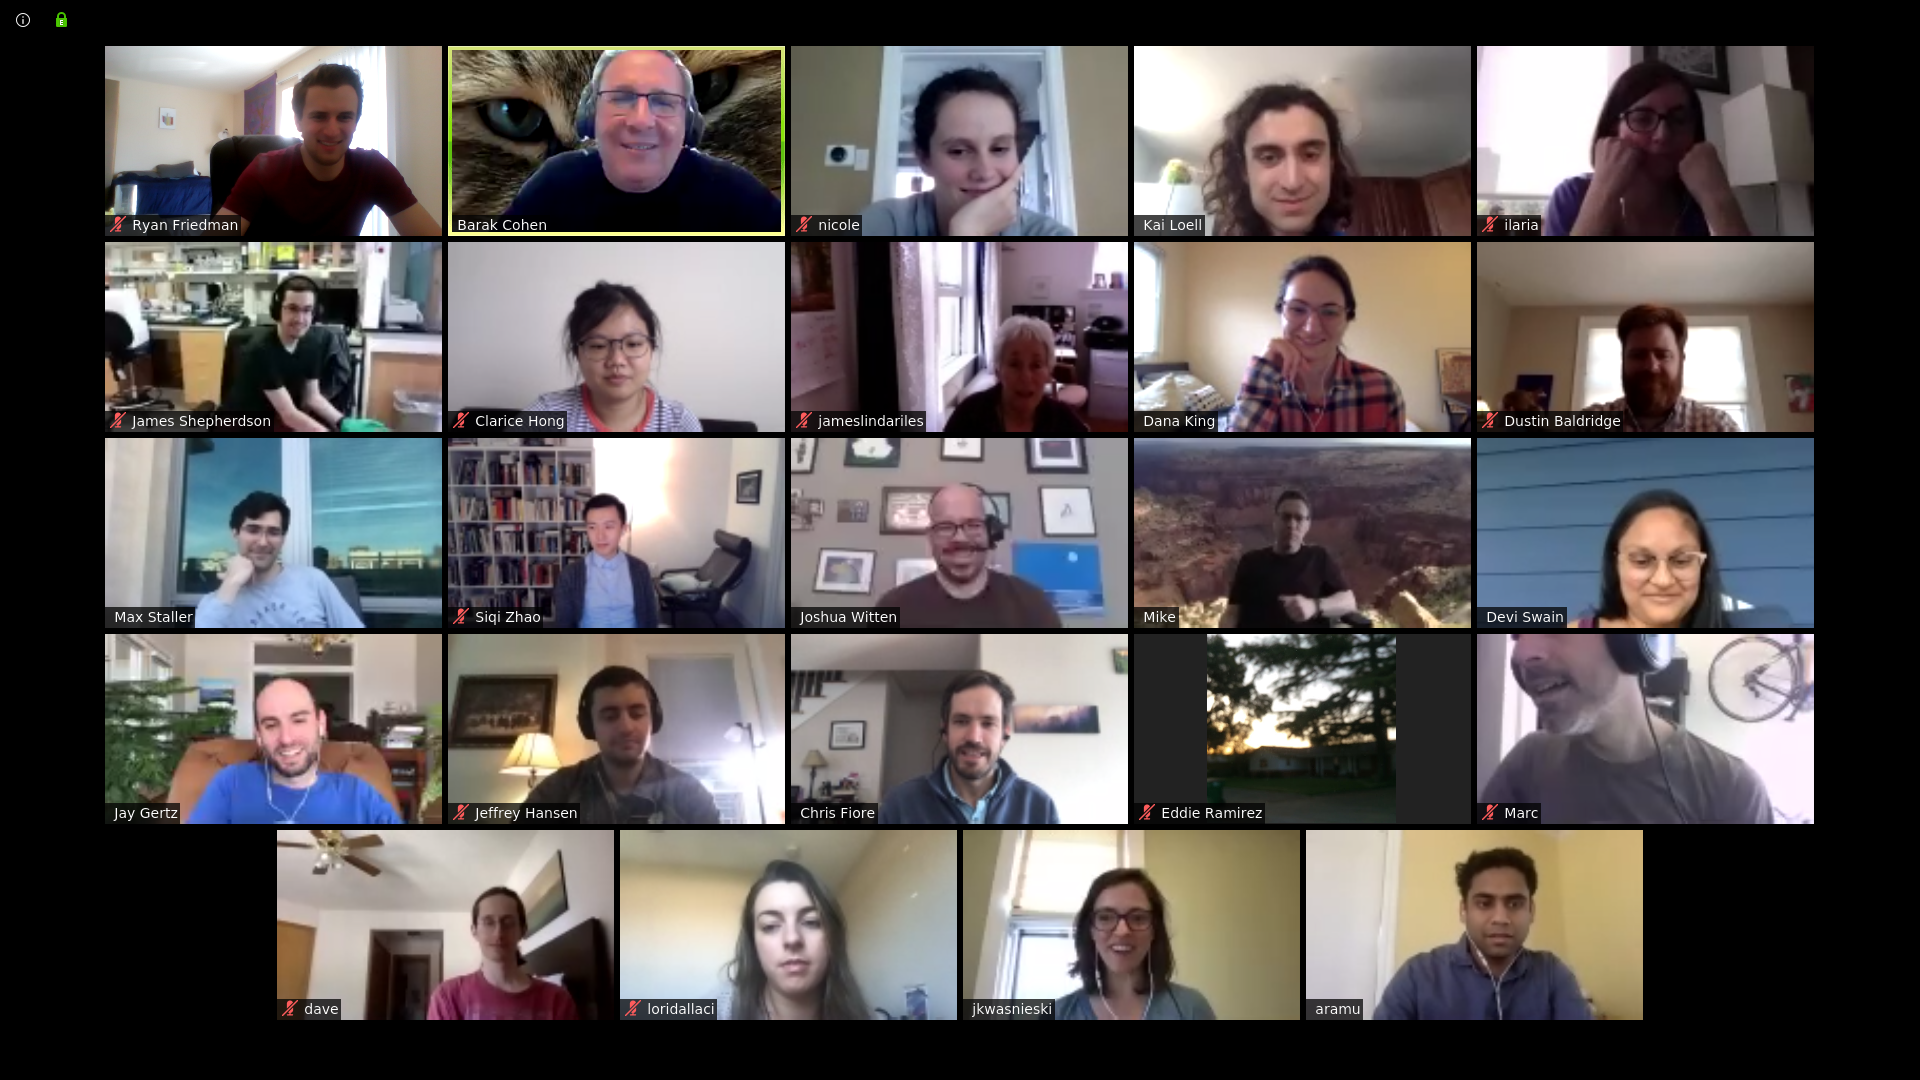 Ryan Friedman
Barak Cohen
nicole
Kai Loell
ilaria
James Shepherdson
Clarice Hong
jameslindariles
Dana King
Dustin Baldridge
Max Staller
Siqi Zhao
Joshua Witten
Mike
Devi Swain
Jay Gertz
Jeffrey Hansen
Chris Fiore
Eddie Ramirez
Marc
dave
loridallaci
jkwasnieski
aramu